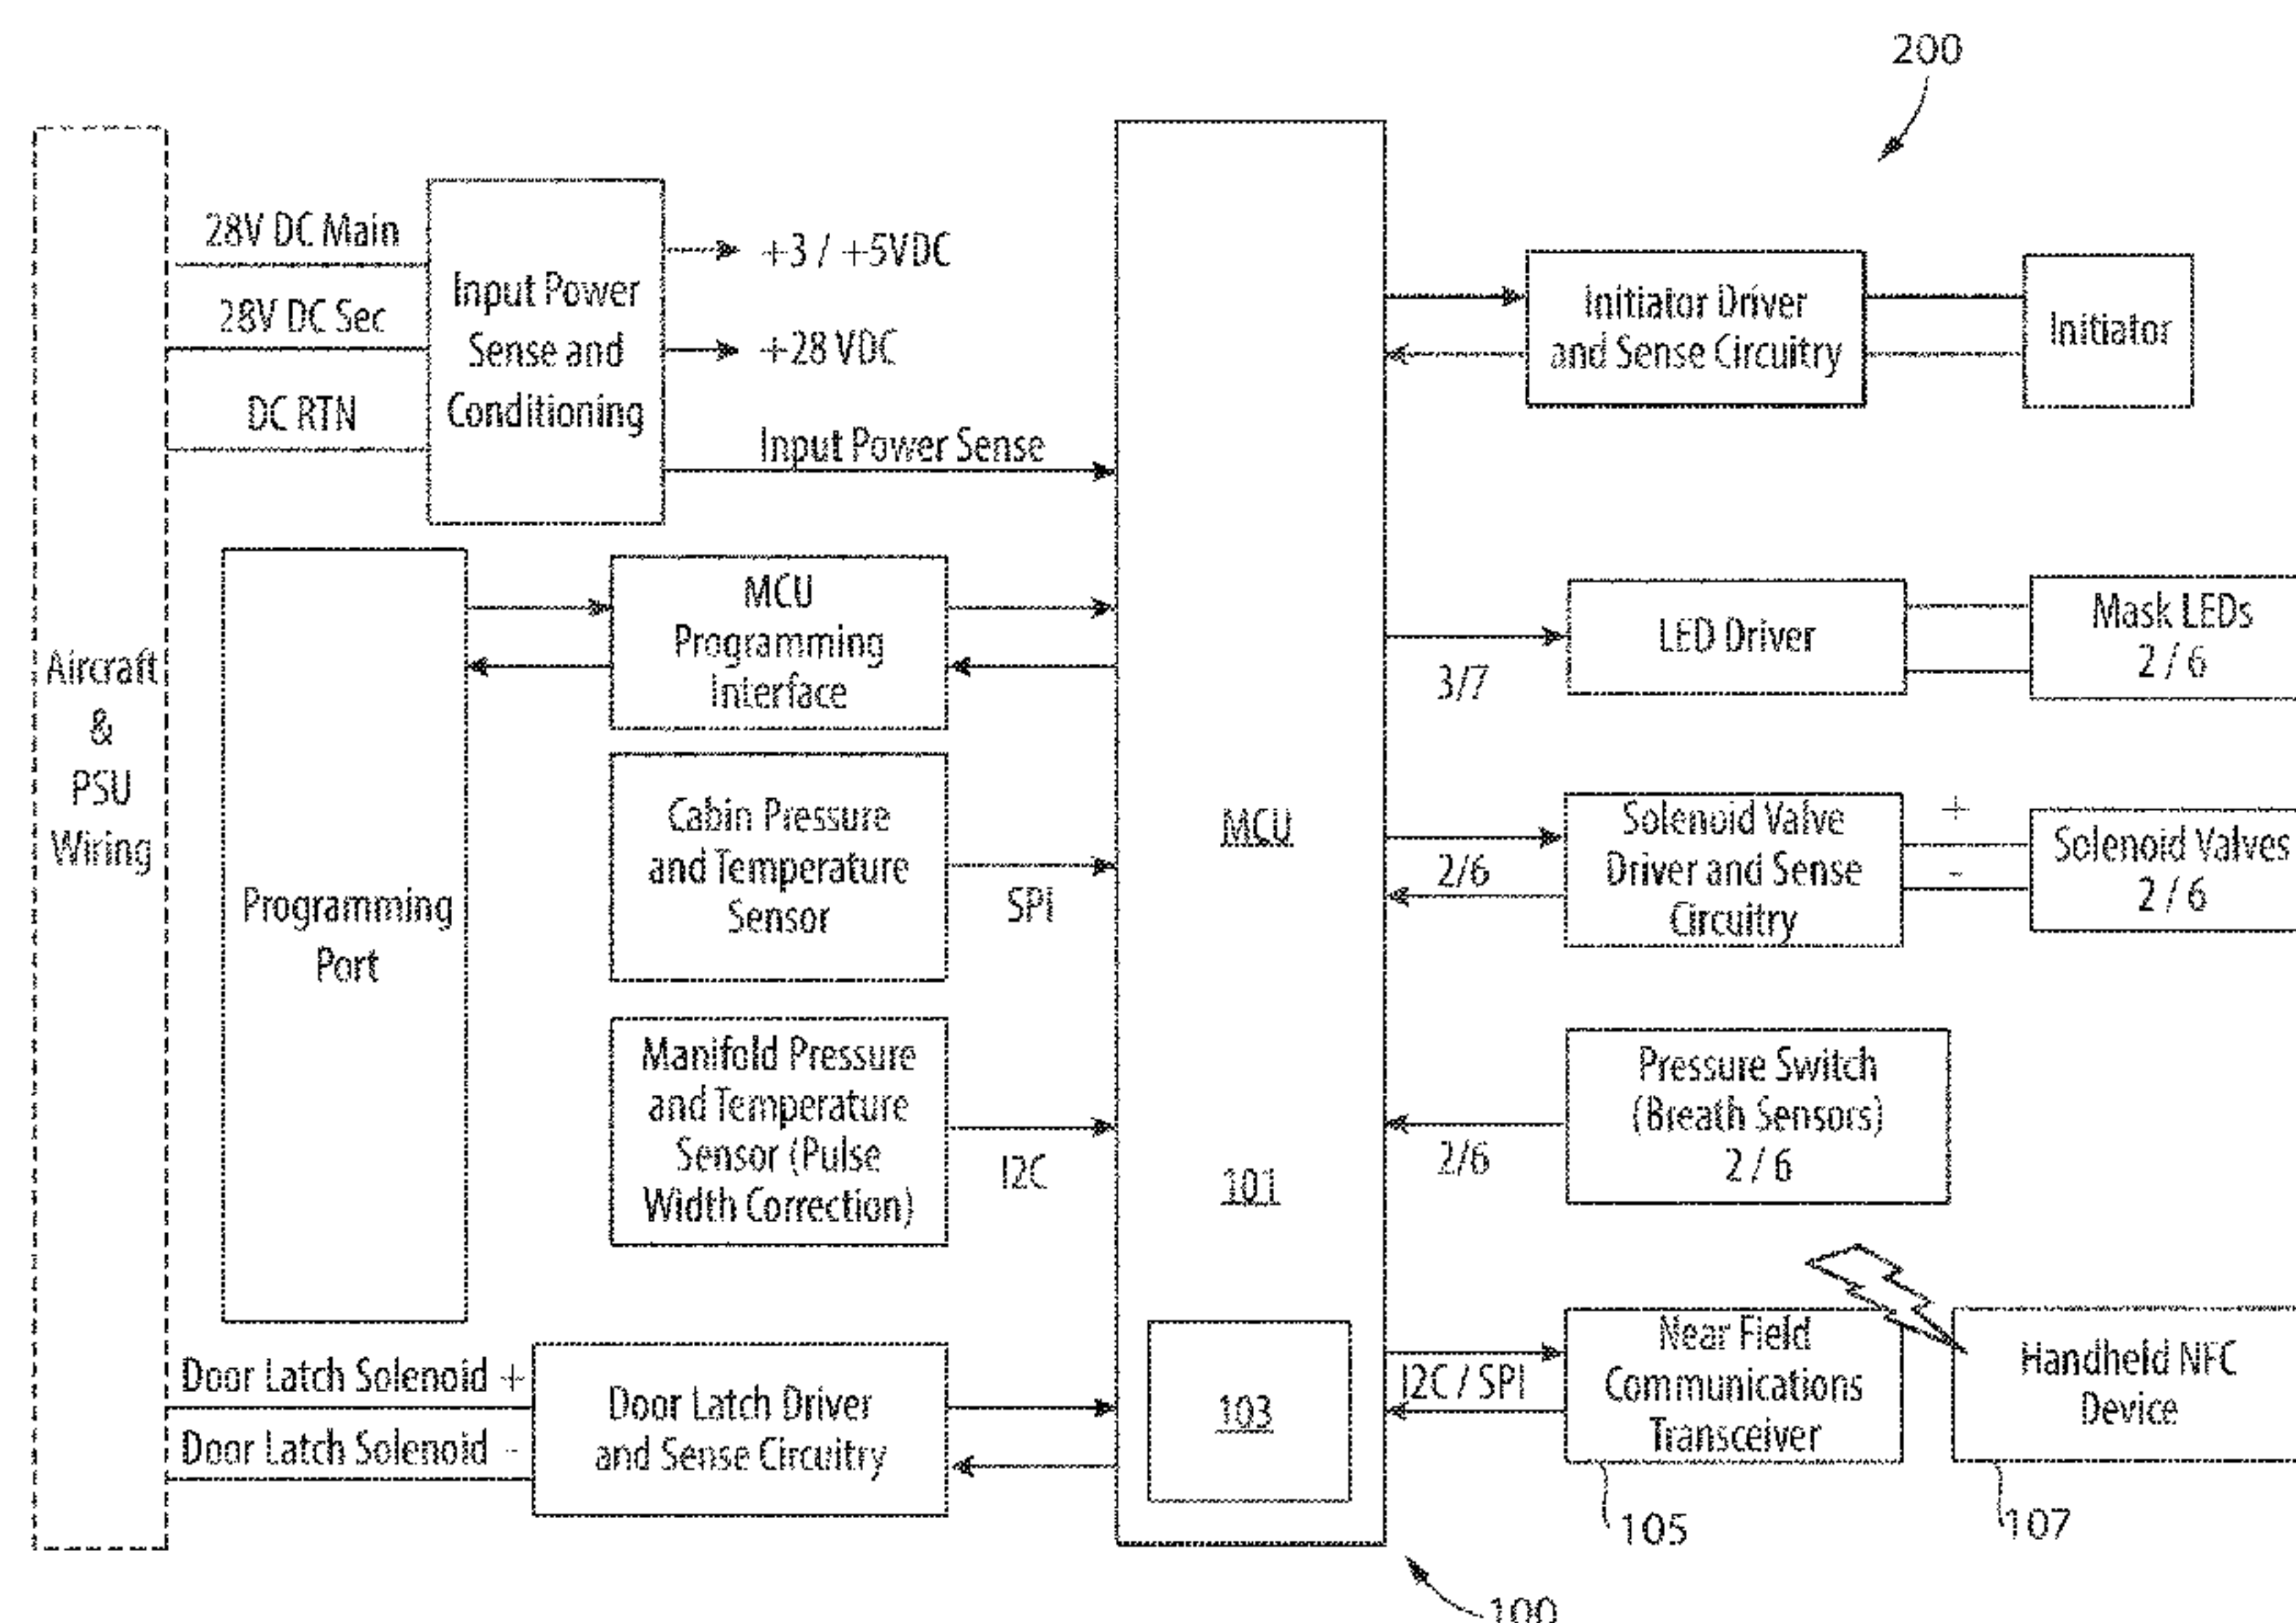 200
Aircraft
&
PSU
Wiring
28V DC Main
28V DC Sec
DC RTN
Input Power
Sense and
Conditioning
+3 / +5VDC
+28 VDC
Input Power Sense
Programming
Port
MCU
Programming
Interface
Cabin Pressure
and Temperature
Sensor
SPI
Manifold Pressure
and Temperature
Sensor (Pulse
Width Correction)
I2C
Door Latch Solenoid +
Door Latch Solenoid -
Door Latch Driver
and Sense Circuitry
MCU
101
103
100
Initiator Driver
and Sense Circuitry
Initiator
3/7
LED Driver
Mask LEDs
2 / 6
2/6
Solenoid Valve
Driver and Sense
Circuitry
+
-
Solenoid Valves
2 / 6
2/6
Pressure Switch
(Breath Sensors)
2 / 6
I2C / SPI
Near Field
Communications
Transceiver
105
Handheld NFC
Device
107